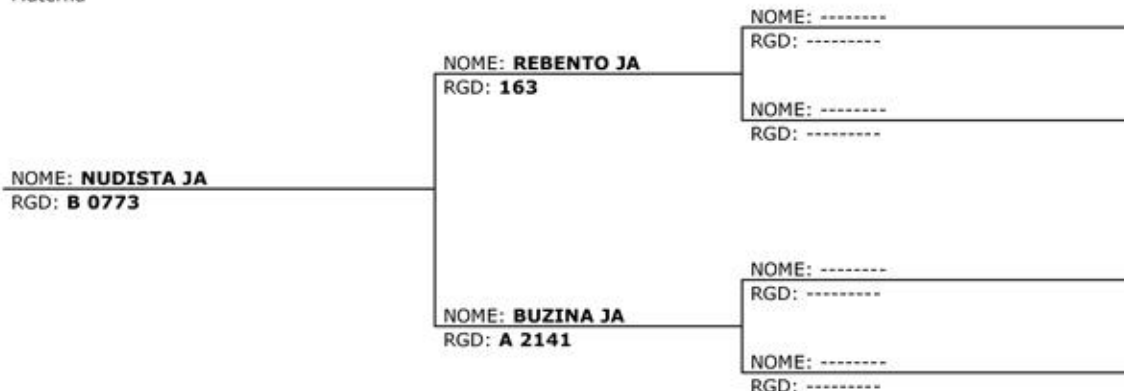 Materna
NOME: --------
RGD: ---------
NOME: REBENTO JA
RGD: 163
NOME: --------
RGD: ---------
NOME: NUDISTA JA
RGD: B 0773
NOME: --------
RGD: ---------
NOME: BUZINA JA
RGD: A 2141
NOME: --------
RGD: ---------